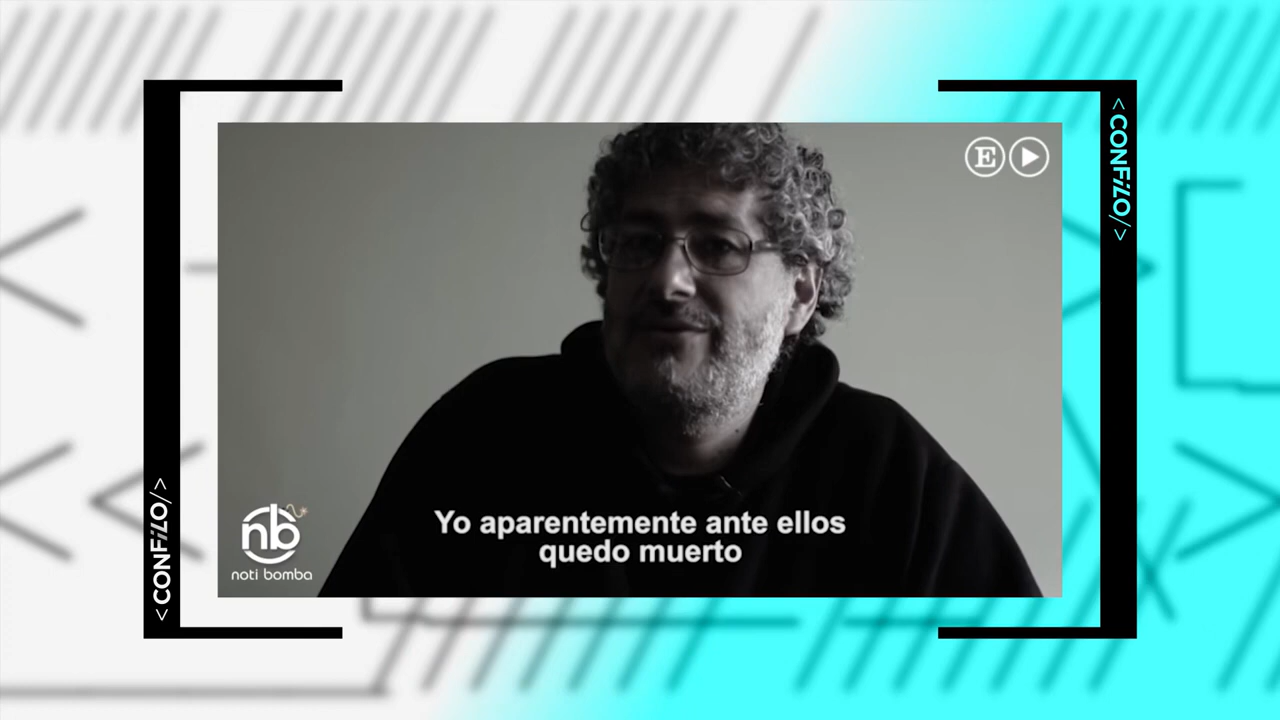 <CONFiLO/>
E
Yo aparentemente ante ellos
quedo muerto
nb
noti bomba
<CONFiLO/>